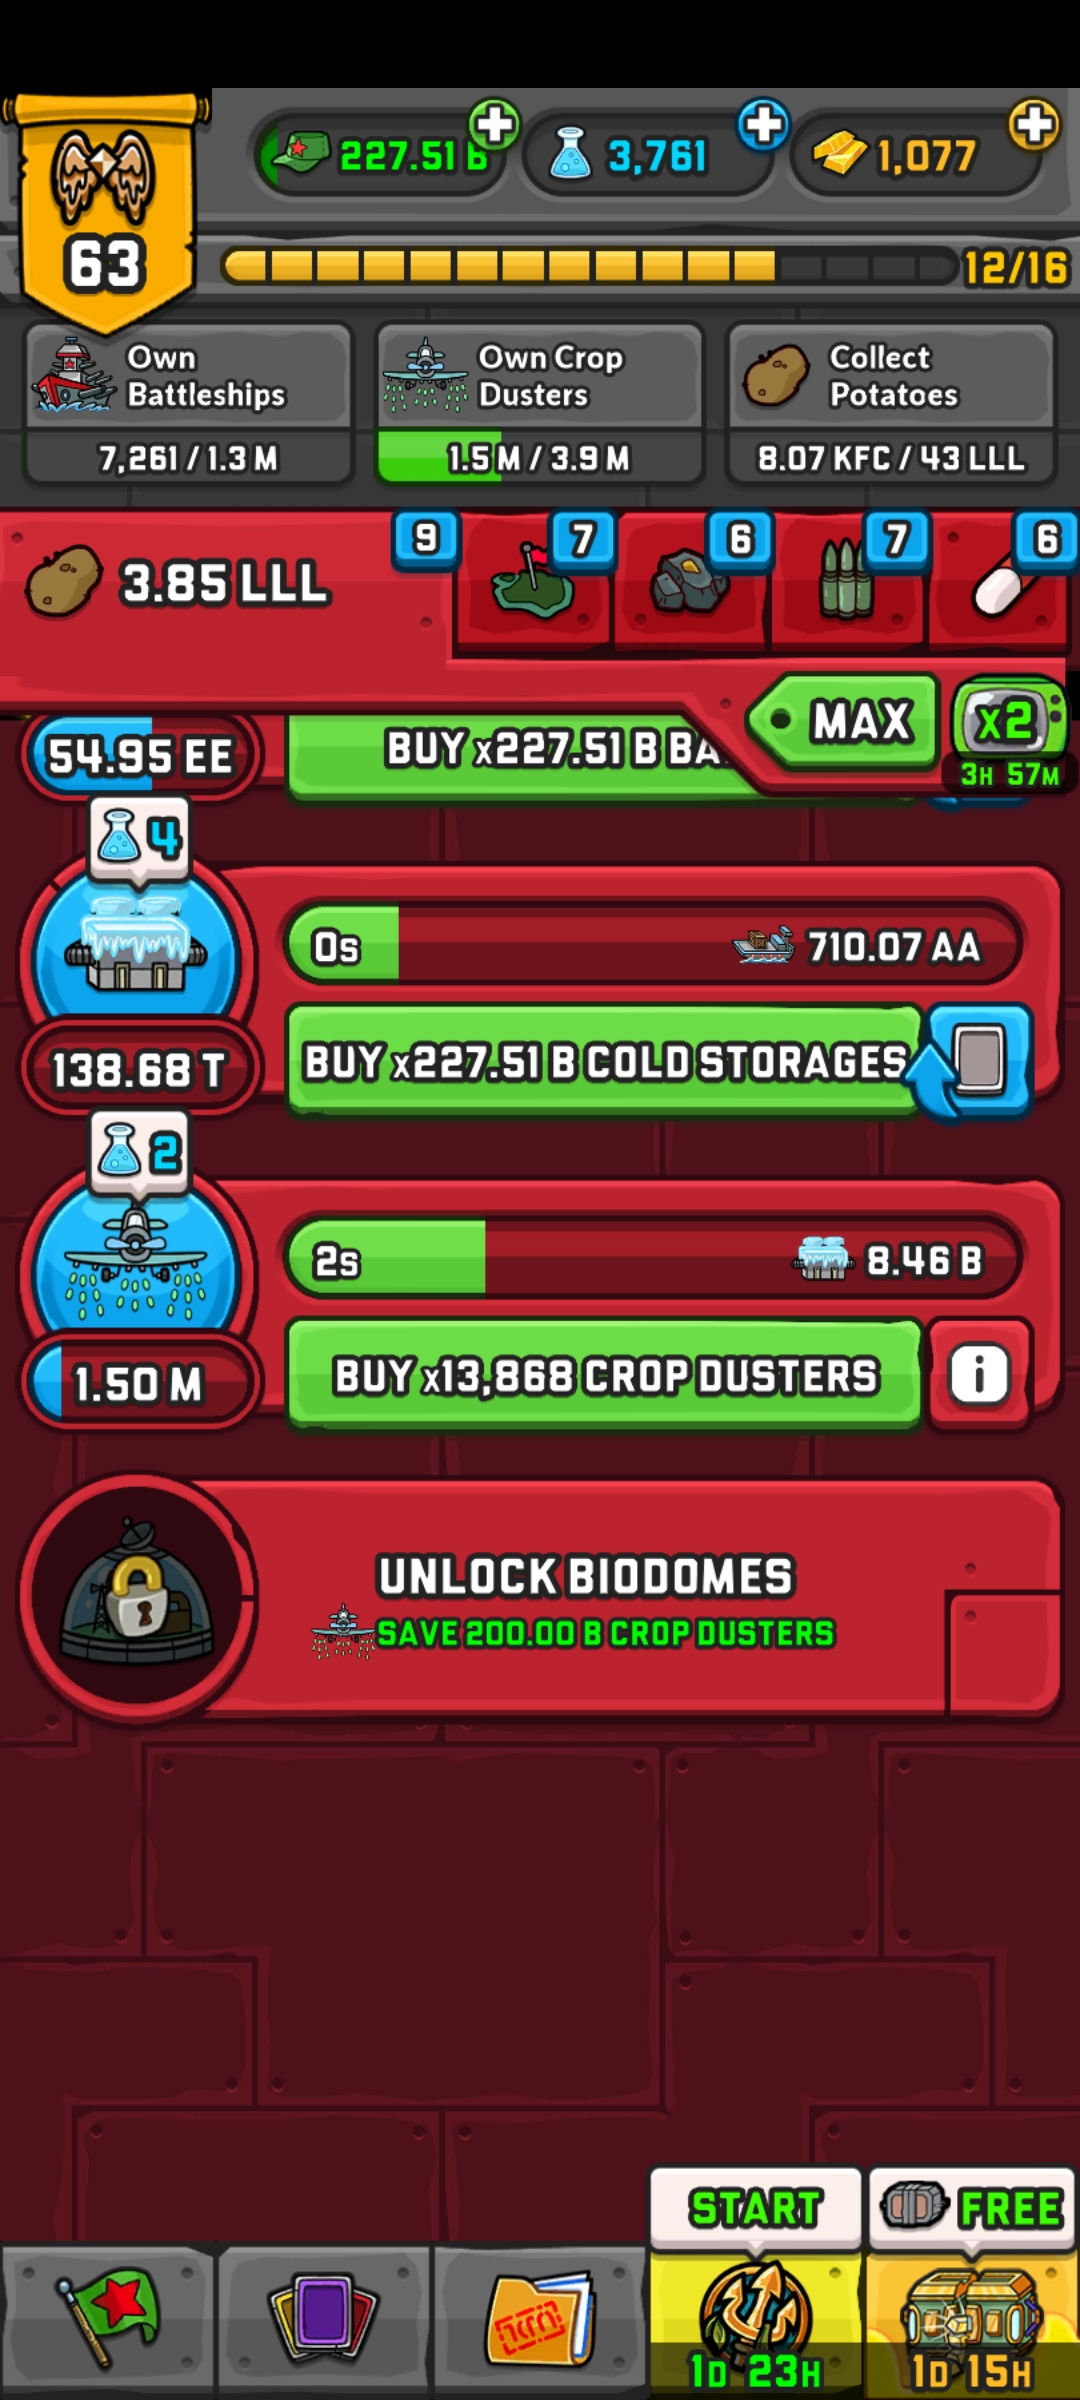 227.51 B
3,761
1,077
63
12/16
Own
Battleships
7,261 / 1.3 M
Own Crop
Dusters
1.5 M / 3.9 M
Collect
Potatoes
8.07 KFC / 43 LLL
3.85 LLL
9
7
6
7
6
MAX
x2
3H 57M
54.95 EE
BUY x227.51 B
4
0s
710.07 AA
138.68 T
BUY x227.51 B COLD STORAGES
2
2s
8.46 B
1.50 M
BUY x13,868 CROP DUSTERS
i
UNLOCK BIODOMES
SAVE 200.00 B CROP DUSTERS
START
FREE
1D 23H
1D 15H